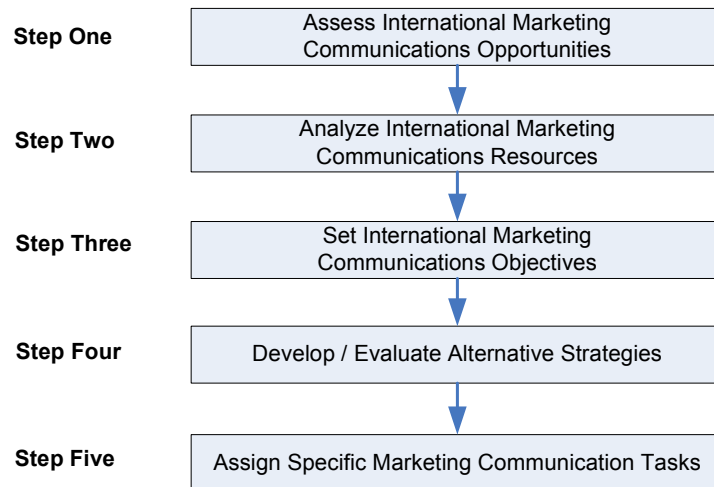 Step One
Assess International Marketing
Communications Opportunities
Step Two
Analyze International Marketing
Communications Resources
Step Three
Set International Marketing
Communications Objectives
Step Four
Develop / Evaluate Alternative Strategies
Step Five
Assign Specific Marketing Communication Tasks